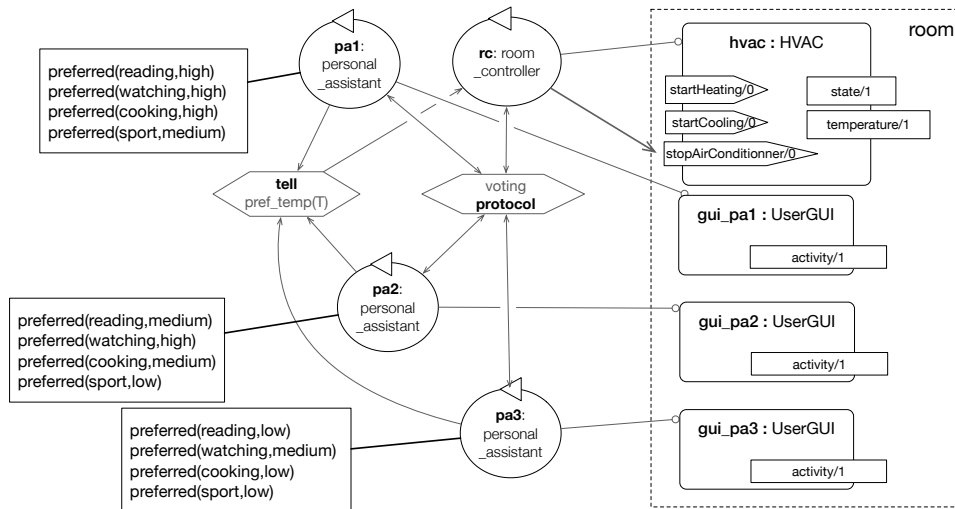 room
pa1:
personal
_assistant
rc: room
_controller
hvac : HVAC
startHeating/0
startCooling/0
stopAirConditionner/0
state/1
temperature/1
preferred(reading,high)
preferred(watching,high)
preferred(cooking,high)
preferred(sport,medium)
tell
pref_temp(T)
voting
protocol
gui_pa1 : UserGUI
activity/1
pa2:
personal
_assistant
gui_pa2 : UserGUI
activity/1
preferred(reading,medium)
preferred(watching,high)
preferred(cooking,medium)
preferred(sport,low)
pa3:
personal
_assistant
gui_pa3 : UserGUI
activity/1
preferred(reading,low)
preferred(watching,medium)
preferred(cooking,low)
preferred(sport,low)